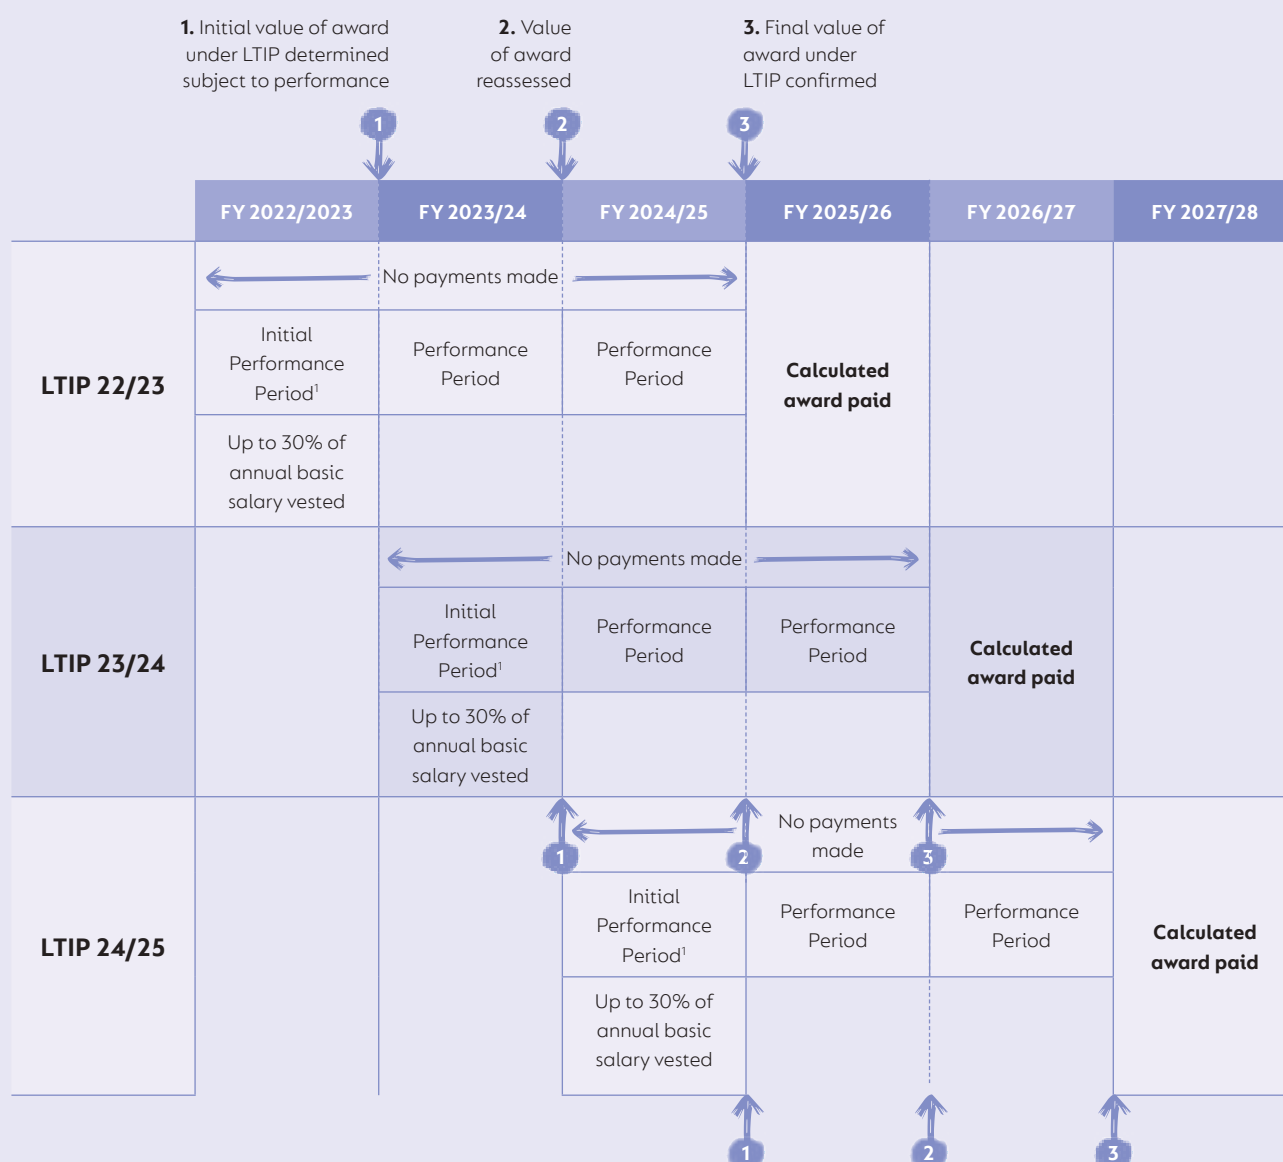 1. Initial value of award
under LTIP determined
subject to performance
2. Value
of award
reassessed
3. Final value of
award under
LTIP confirmed
1
2
3
FY 2022/2023
FY 2023/24
FY 2024/25
FY 2025/26
FY 2026/27
FY 2027/28
LTIP 22/23
No payments made
Initial
Performance
Period¹
Performance
Period
Performance
Period
Up to 30% of
annual basic
salary vested
Calculated
award paid
LTIP 23/24
No payments made
Initial
Performance
Period¹
Performance
Period
Performance
Period
Up to 30% of
annual basic
salary vested
Calculated
award paid
1
2
3
LTIP 24/25
No payments
made
Initial
Performance
Period¹
Performance
Period
Performance
Period
Up to 30% of
annual basic
salary vested
Calculated
award paid
1
2
3